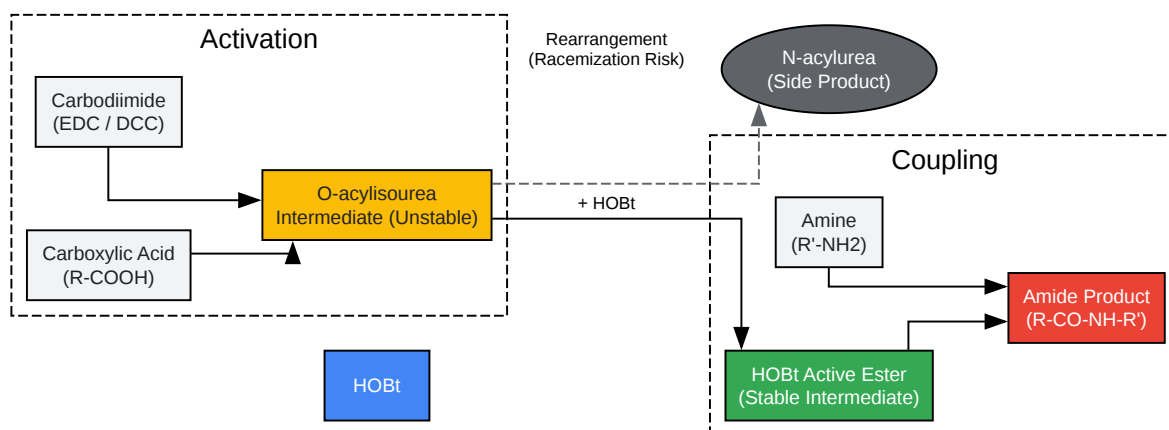 Activation
Carbodiimide
(EDC / DCC)
Carboxylic Acid
(R-COOH)
O-acylisourea
Intermediate (Unstable)
Rearrangement
(Racemization Risk)
N-acylurea
(Side Product)
+ HOBt
HOBt
Coupling
Amine
(R'-NH2)
HOBt Active Ester
(Stable Intermediate)
Amide Product
(R-CO-NH-R')